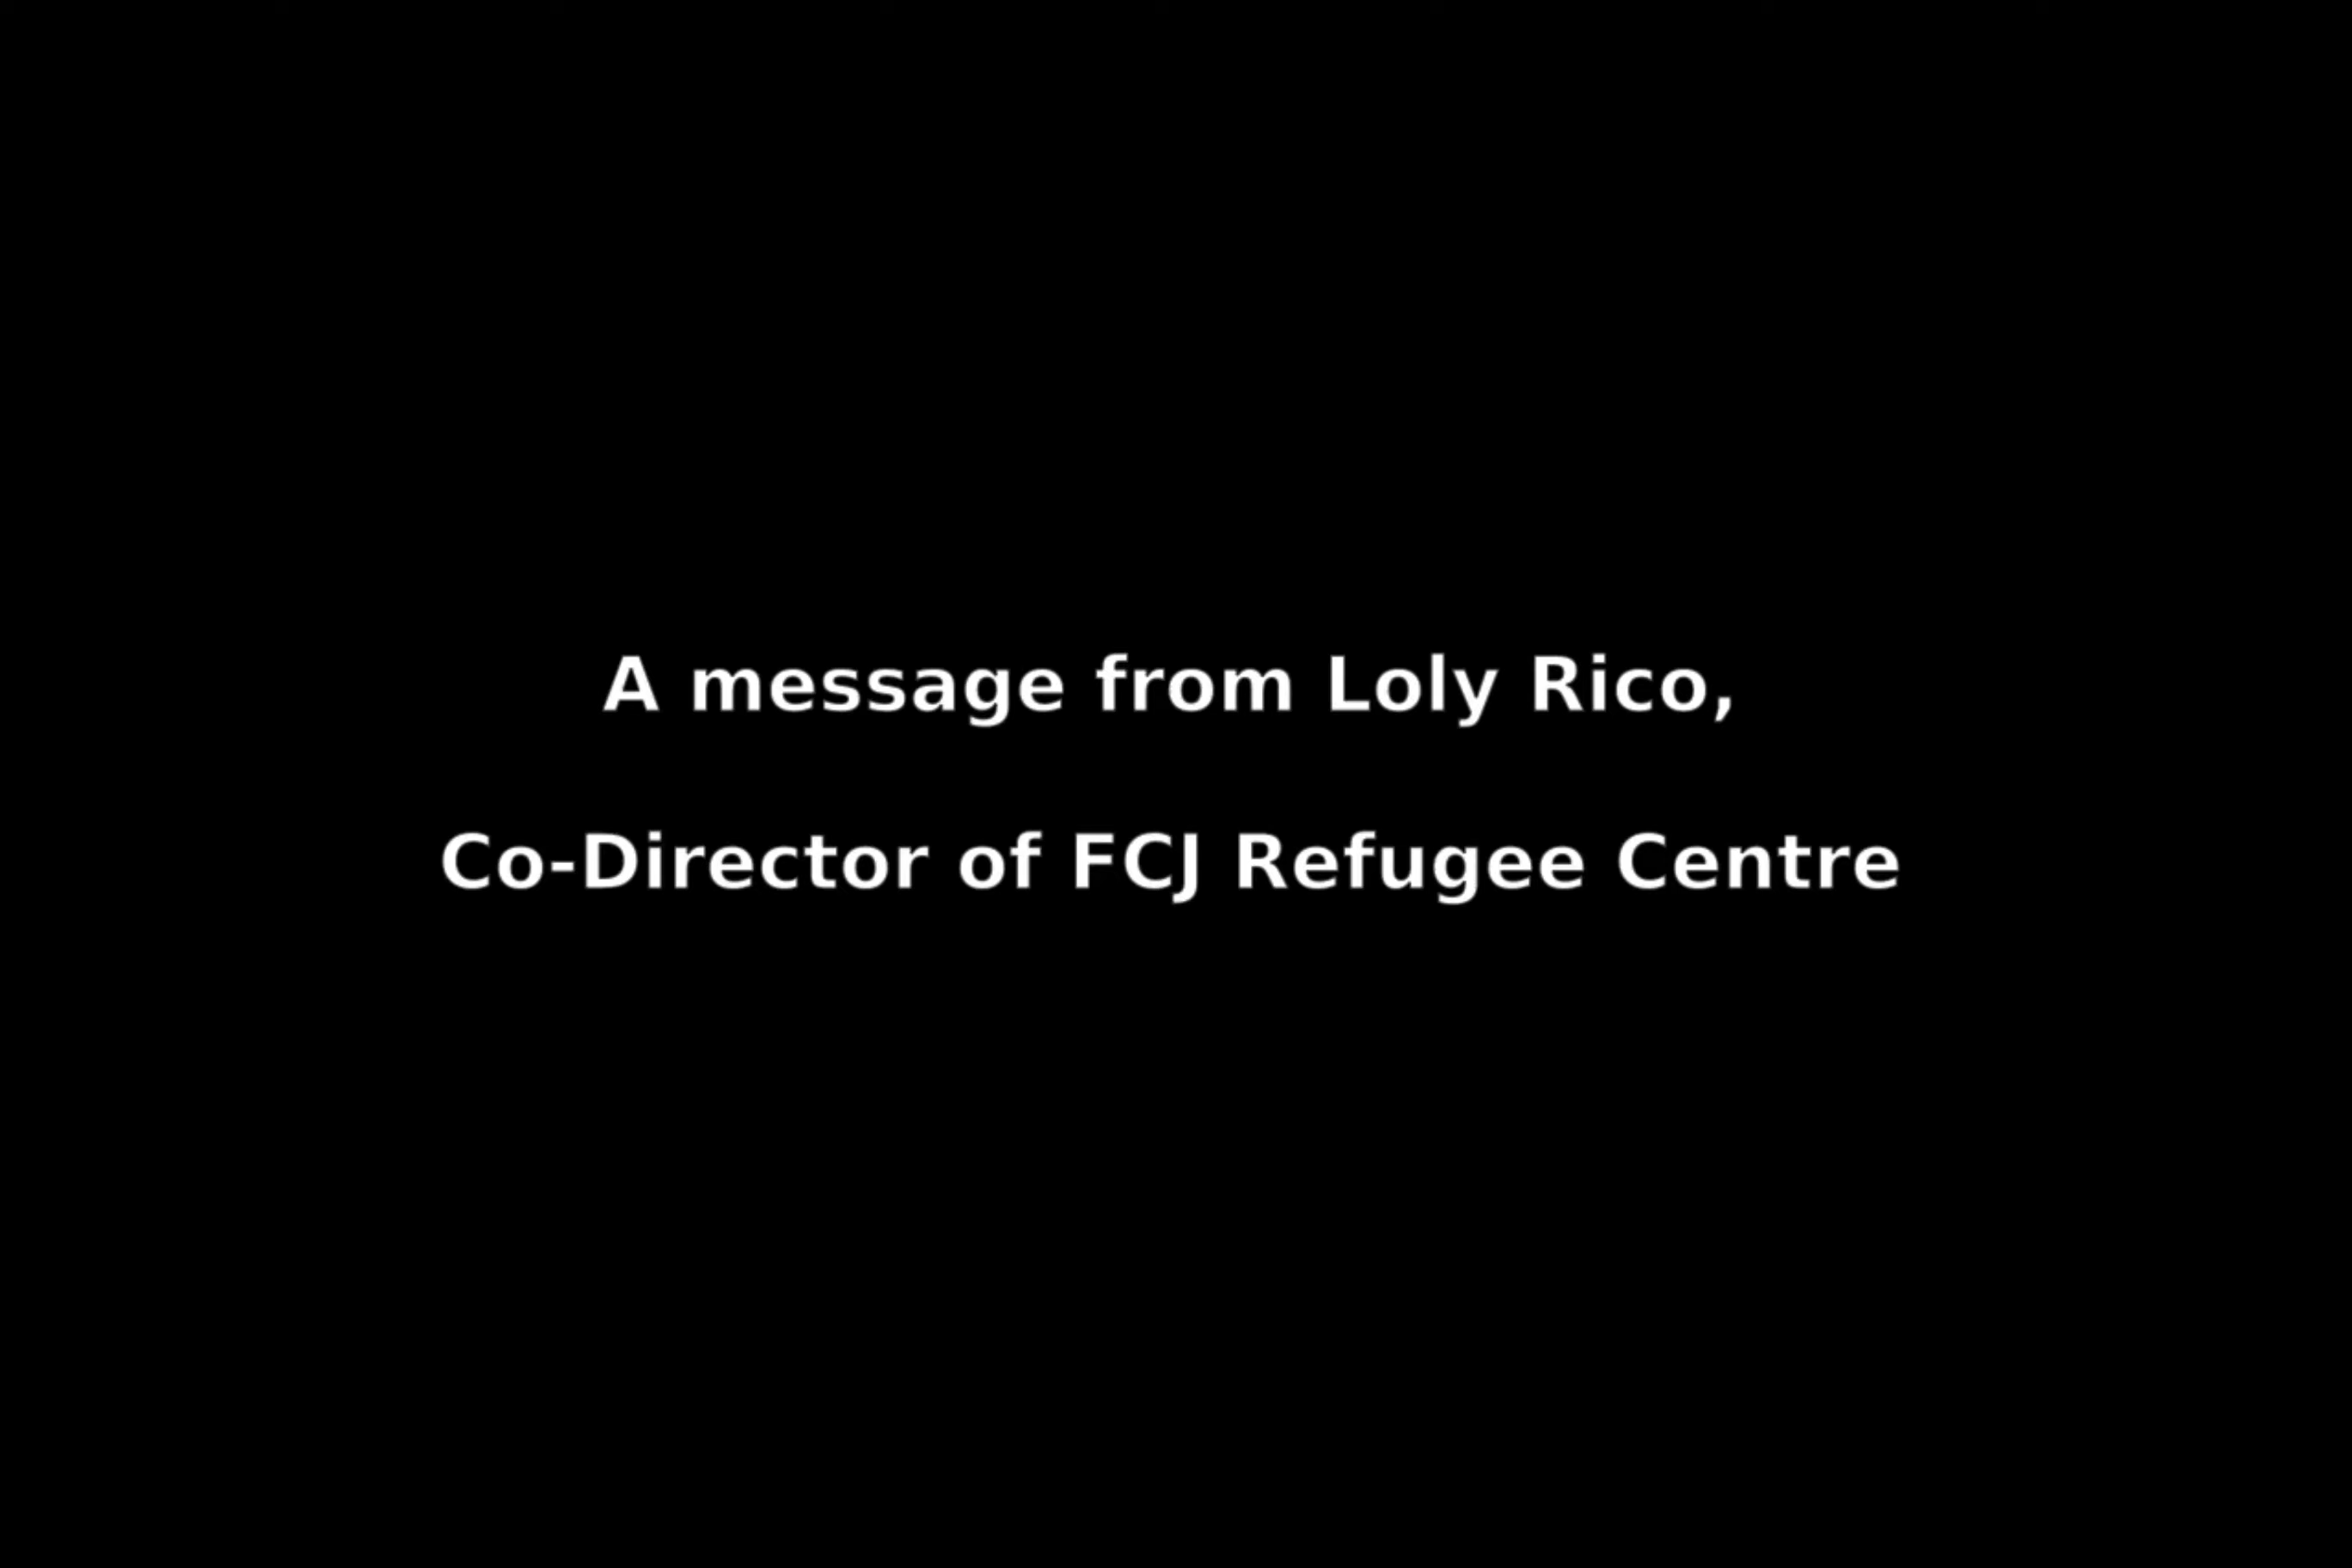 A message from Loly Rico,
Co-Director of FCJ Refugee Centre